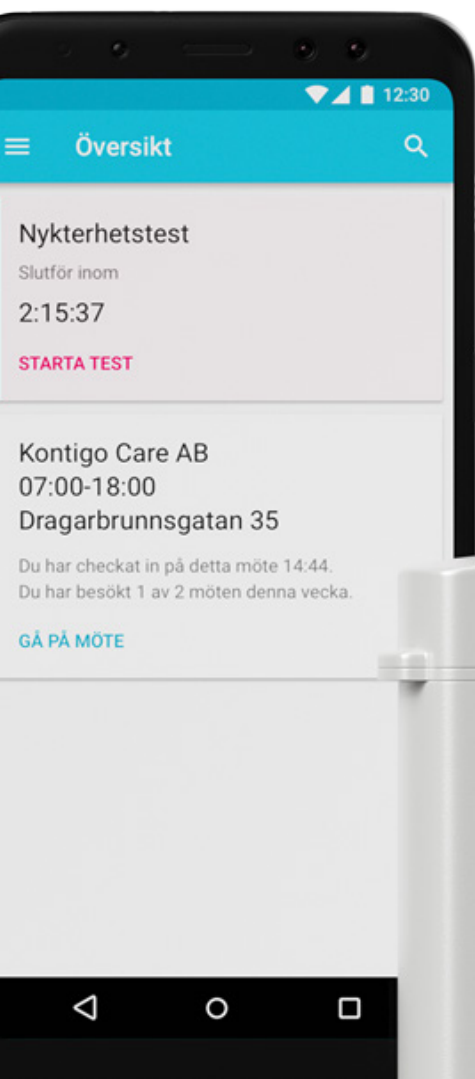 12:30
Översikt
Nykterhetstest
Slutför inom
2:15:37
STARTA TEST
Kontigo Care AB
07:00-18:00
Dragarbrunnsgatan 35
Du har checkat in på detta möte 14:44.
Du har besökt 1 av 2 möten denna vecka.
GÅ PÅ MÖTE